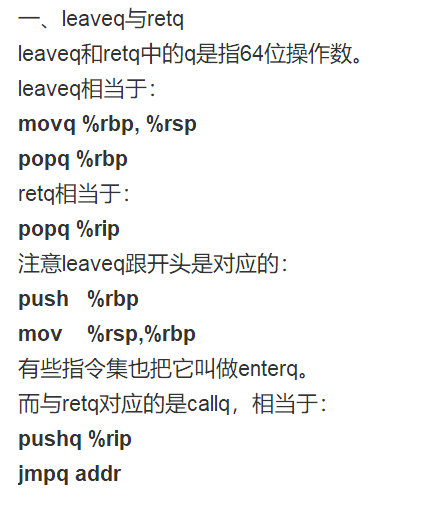 一、leaveq与retq
leaveq和retq中的q是指64位操作数。
leaveq相当于：
movq %rbp, %rsp
popq %rbp
retq相当于：
popq %rip
注意leaveq跟开头是对应的：
push   %rbp
mov    %rsp,%rbp
有些指令集也把它叫做enterq。
而与retq对应的是callq，相当于：
pushq %rip
jmpq addr